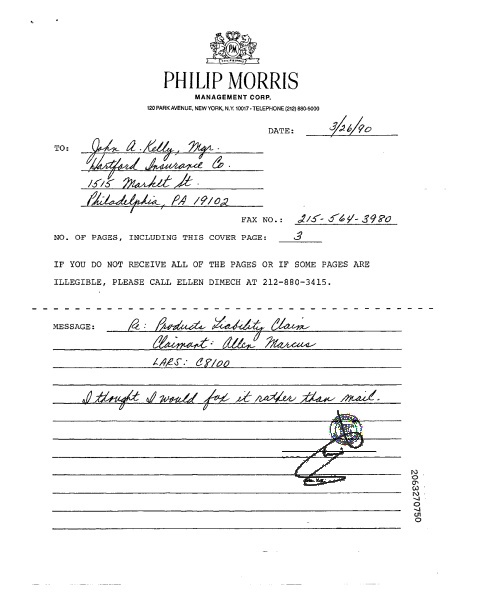 PM
PHILIP MORRIS
MANAGEMENT CORP.
120 PARK AVENUE, NEW YORK, N.Y. 10017 • TELEPHONE (212) 880-5000
DATE: 3/26/90
TO: John A. Kelly, Mgr.
Hartford Insurance Co.
1515 Market St.
Philadelphia, PA 19102
FAX NO.: 215-564-3980
NO. OF PAGES, INCLUDING THIS COVER PAGE: 3
IF YOU DO NOT RECEIVE ALL OF THE PAGES OR IF SOME PAGES ARE
ILLEGIBLE, PLEASE CALL ELLEN DIMECH AT 212-880-3415.
MESSAGE: Re: Products Liability Claim
Claimant: Allen Marcus
LARS: C8100
I thought I would fax it rather than mail.
2063270750